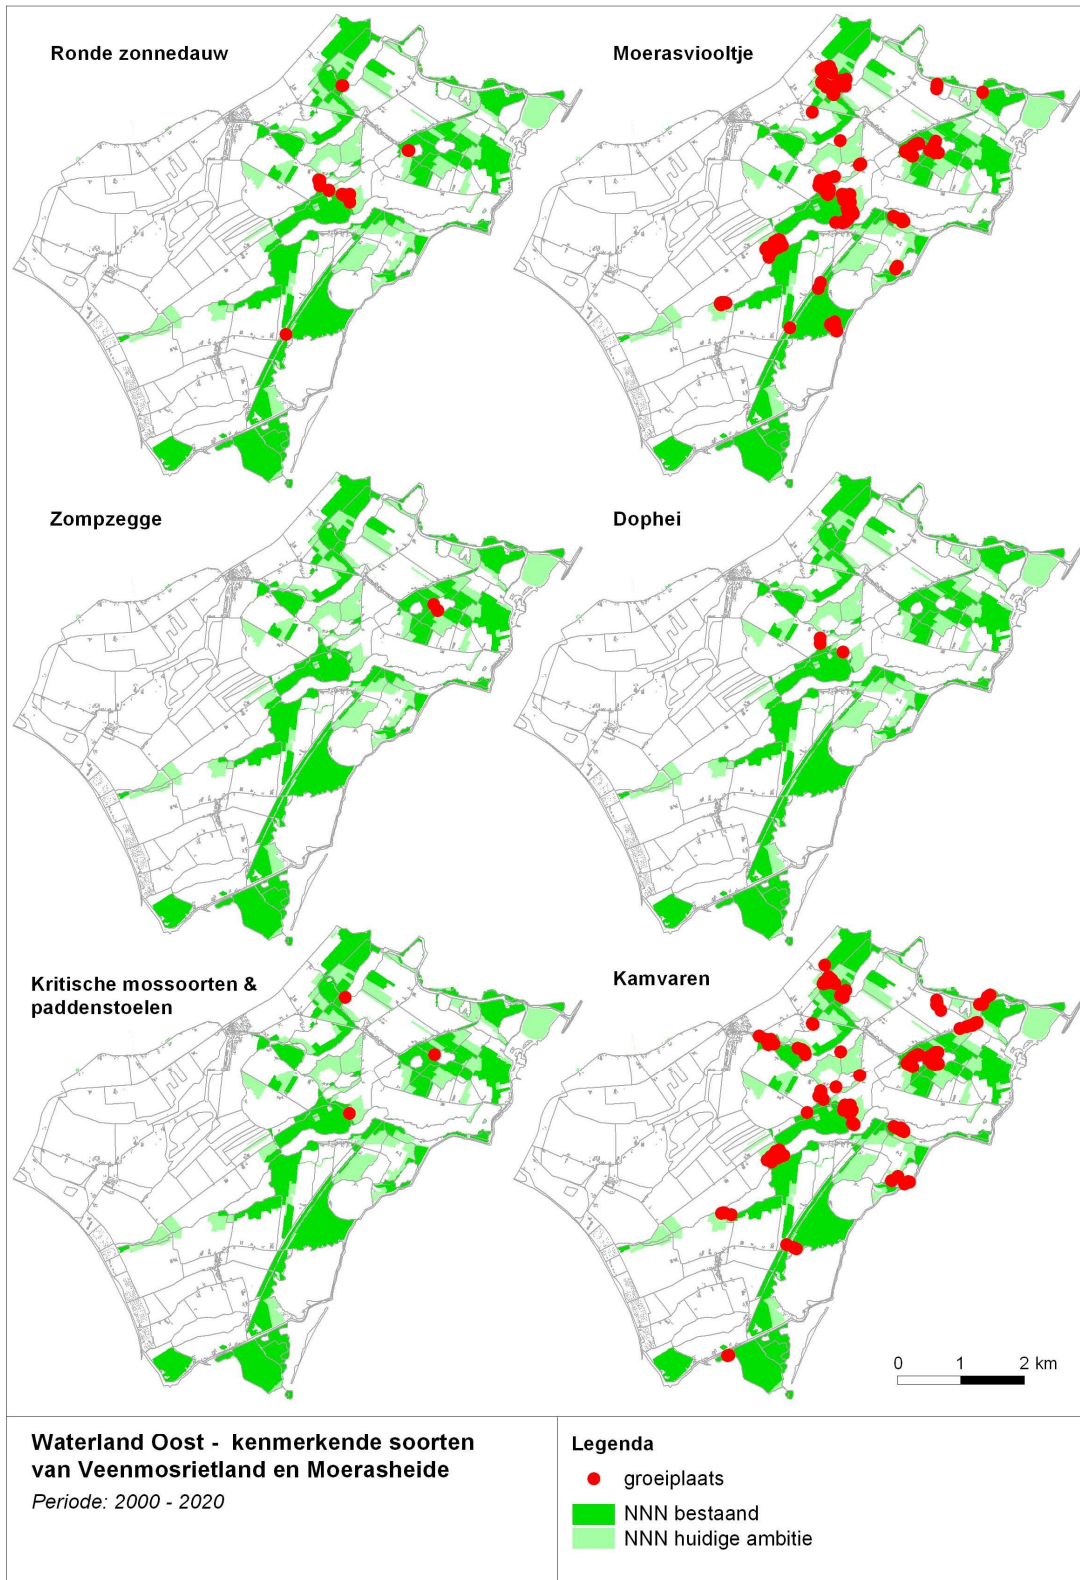 Ronde zonnedauw
Moerasviooltje
Zompzegge
Dophei
Kritische mossoorten &
paddenstoelen
Kamvaren
0 1 2 km
Waterland Oost - kenmerkende soorten
van Veenmosrietland en Moerasheide
Periode: 2000 - 2020
Legenda
groeiplaats
NNN bestaand
NNN huidige ambitie